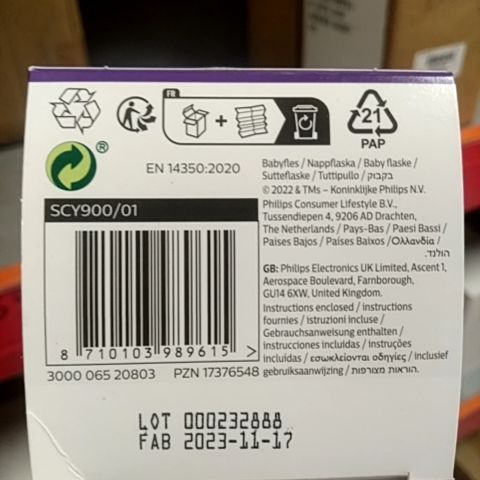 FR
+
21
PAP
®
EN 14350:2020
SCY900/01
8 710103 989615 >
3000 065 20803 PZN 17376548
Babyfles / Nappflaska / Baby flaske /
Sutteflaske / Tuttipullo / בקבוק
© 2022 & TMs – Koninklijke Philips N.V.
Philips Consumer Lifestyle B.V.,
Tussendiepen 4, 9206 AD Drachten,
The Netherlands / Pays-Bas / Paesi Bassi /
Países Bajos / Países Baixos / Ολλανδία /
הולנד.
GB: Philips Electronics UK Limited, Ascent 1,
Aerospace Boulevard, Farnborough,
GU14 6XW, United Kingdom.
Instructions enclosed / instructions
fournies / istruzioni incluse /
Gebrauchsanweisung enthalten /
instrucciones incluidas / instruções
incluídas / εσωκλείονται οδηγίες / inclusief
gebruiksaanwijzing / הוראות מצורפות.
LOT 000232888
FAB 2023-11-17